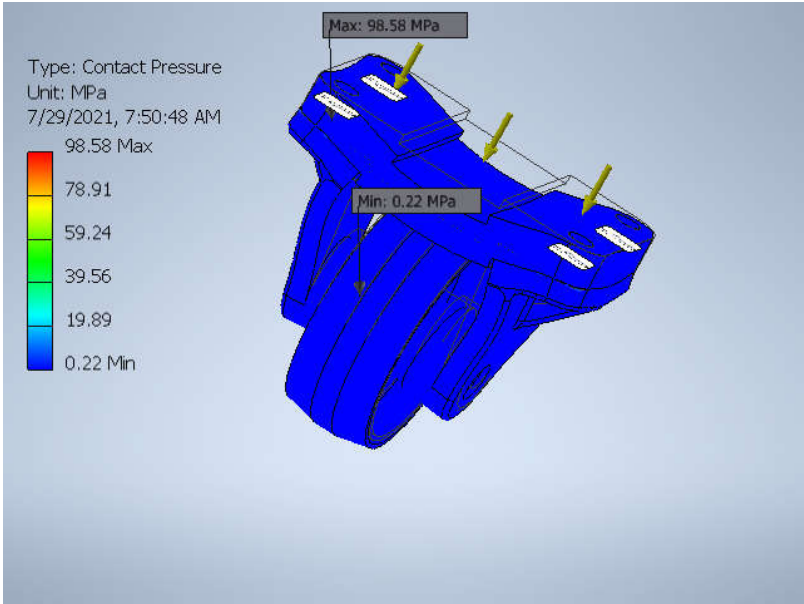 Max: 98.58 MPa
Type: Contact Pressure
Unit: MPa
7/29/2021, 7:50:48 AM
98.58 Max
78.91
Min: 0.22 MPa
59.24
39.56
19.89
0.22 Min